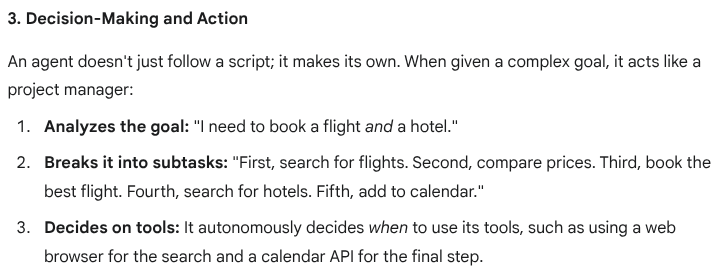 3. Decision-Making and Action
An agent doesn't just follow a script; it makes its own. When given a complex goal, it acts like a
project manager:
1. Analyzes the goal: "I need to book a flight and a hotel."
2. Breaks it into subtasks: "First, search for flights. Second, compare prices. Third, book the
best flight. Fourth, search for hotels. Fifth, add to calendar."
3. Decides on tools: It autonomously decides when to use its tools, such as using a web
browser for the search and a calendar API for the final step.